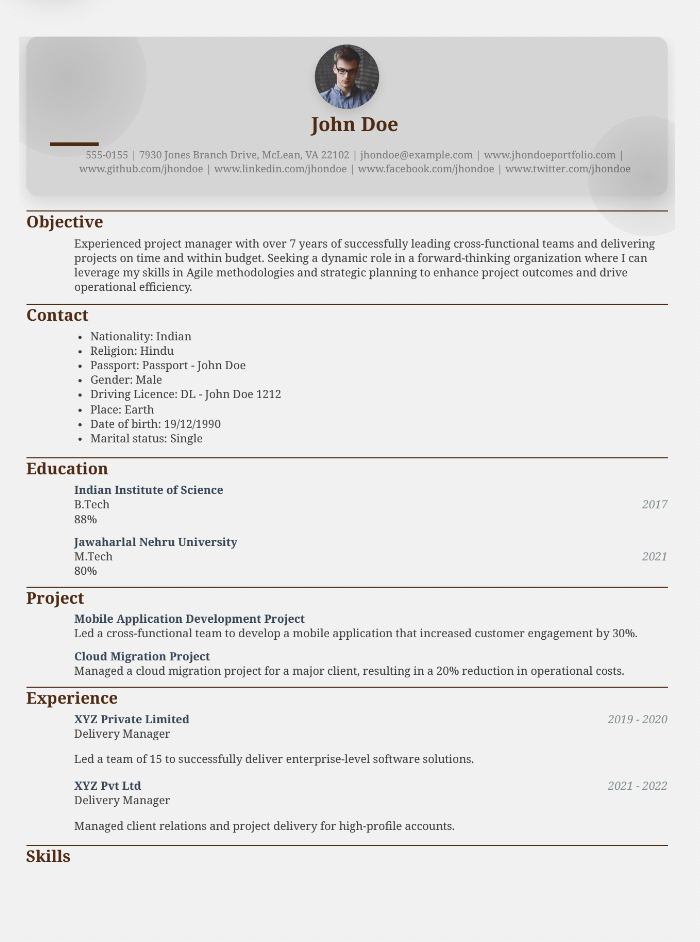 John Doe
555-0155 | 7930 Jones Branch Drive, McLean, VA 22102 | jhondoe@example.com | www.jhondoeportfolio.com |
www.github.com/jhondoe | www.linkedin.com/jhondoe | www.facebook.com/jhondoe | www.twitter.com/jhondoe
Objective
Experienced project manager with over 7 years of successfully leading cross-functional teams and delivering
projects on time and within budget. Seeking a dynamic role in a forward-thinking organization where I can
leverage my skills in Agile methodologies and strategic planning to enhance project outcomes and drive
operational efficiency.
Contact
• Nationality: Indian
• Religion: Hindu
• Passport: Passport - John Doe
• Gender: Male
• Driving Licence: DL - John Doe 1212
• Place: Earth
• Date of birth: 19/12/1990
• Marital status: Single
Education
Indian Institute of Science
B.Tech 2017
88%
Jawaharlal Nehru University
M.Tech 2021
80%
Project
Mobile Application Development Project
Led a cross-functional team to develop a mobile application that increased customer engagement by 30%.
Cloud Migration Project
Managed a cloud migration project for a major client, resulting in a 20% reduction in operational costs.
Experience
XYZ Private Limited 2019 - 2020
Delivery Manager
Led a team of 15 to successfully deliver enterprise-level software solutions.
XYZ Pvt Ltd 2021 - 2022
Delivery Manager
Managed client relations and project delivery for high-profile accounts.
Skills